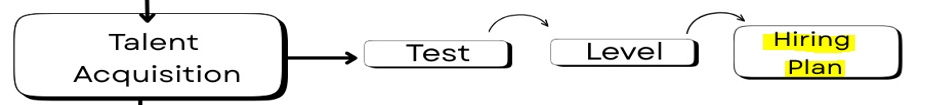 Talent
Acquisition
Test
Level
Hiring
Plan